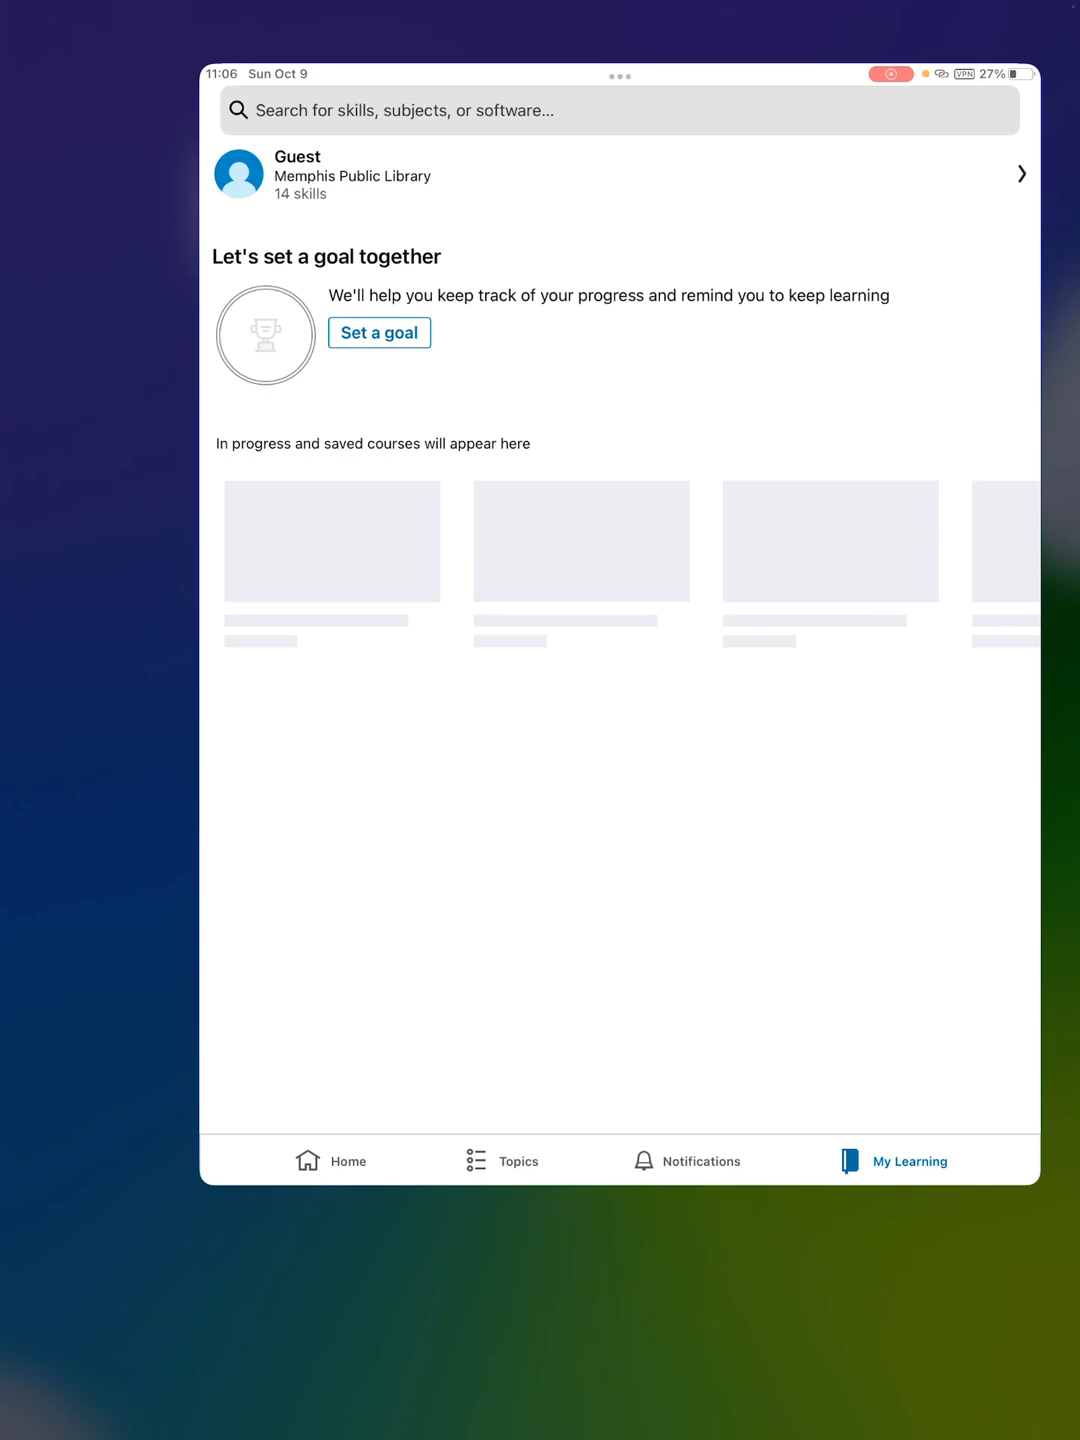 11:06 Sun Oct 9
VPN 27%
Search for skills, subjects, or software...
Guest
Memphis Public Library
14 skills
Let's set a goal together
We'll help you keep track of your progress and remind you to keep learning
Set a goal
In progress and saved courses will appear here
Home Topics Notifications My Learning